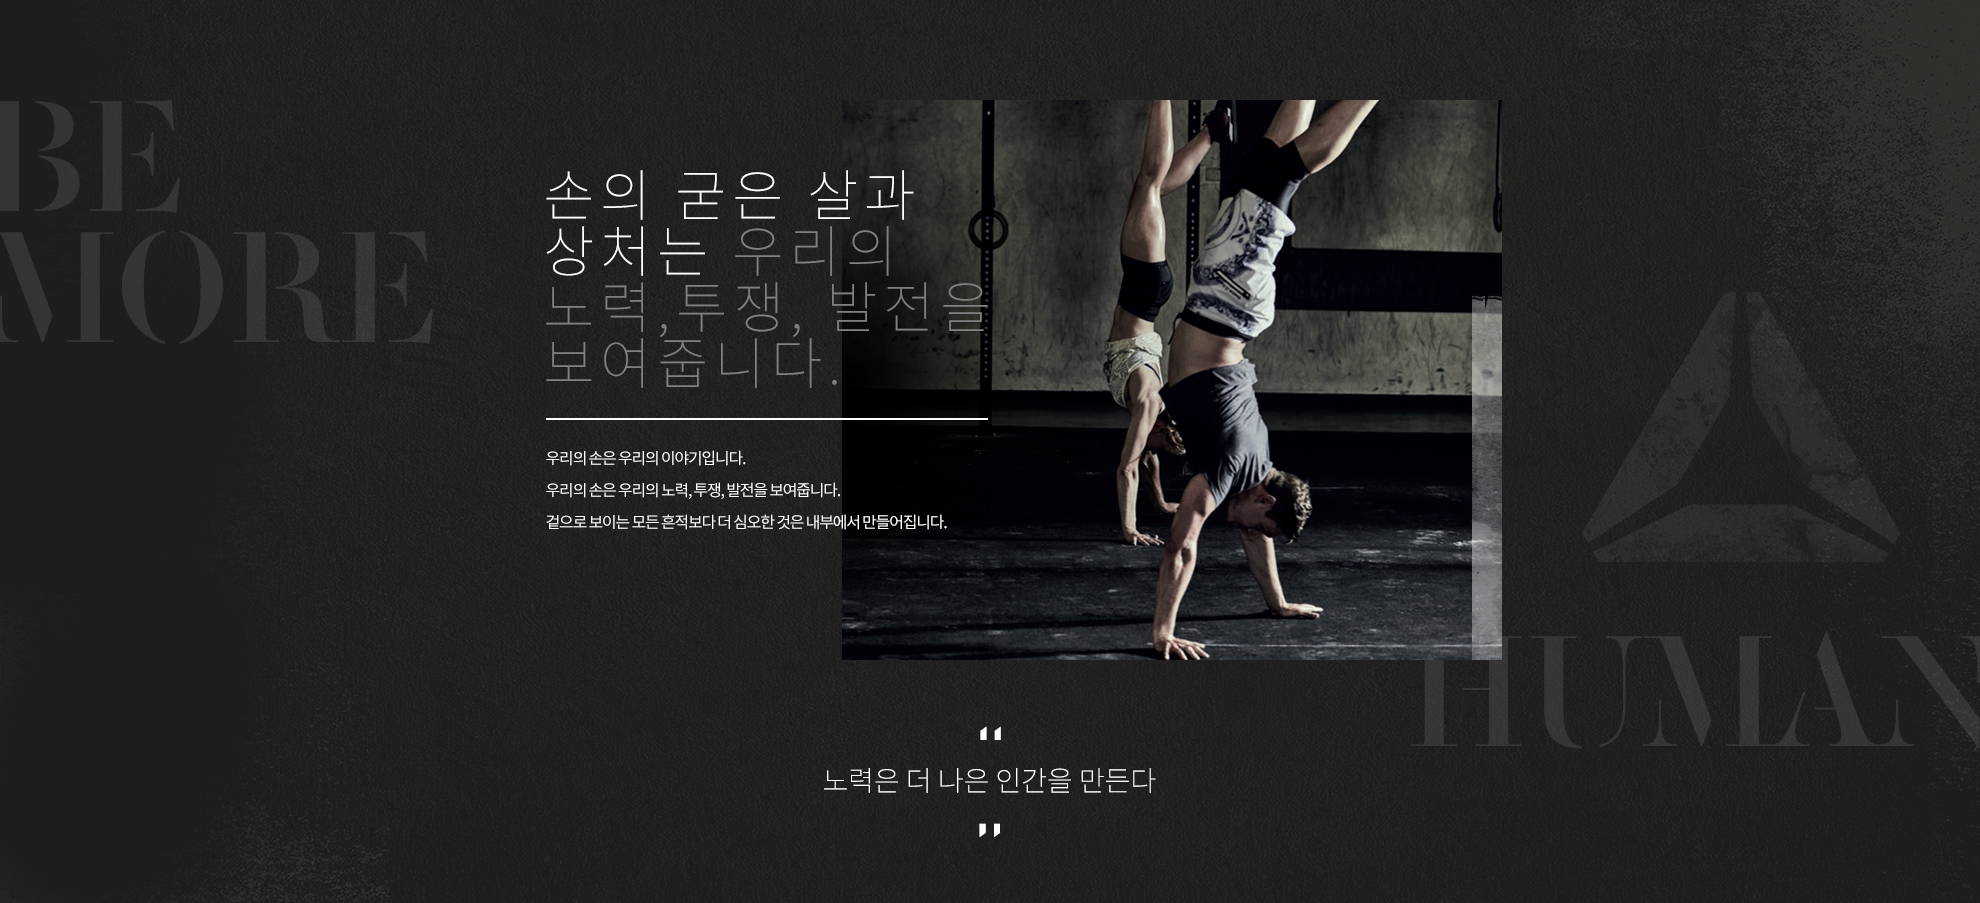 BE
MORE
손의 굳은 살과
상처는 우리의
노력,투쟁, 발전을
보여줍니다.
우리의 손은 우리의 이야기입니다.
우리의 손은 우리의 노력, 투쟁, 발전을 보여줍니다.
겉으로 보이는 모든 흔적보다 더 심오한 것은 내부에서 만들어집니다.
HUMAN
"
노력은 더 나은 인간을 만든다
"